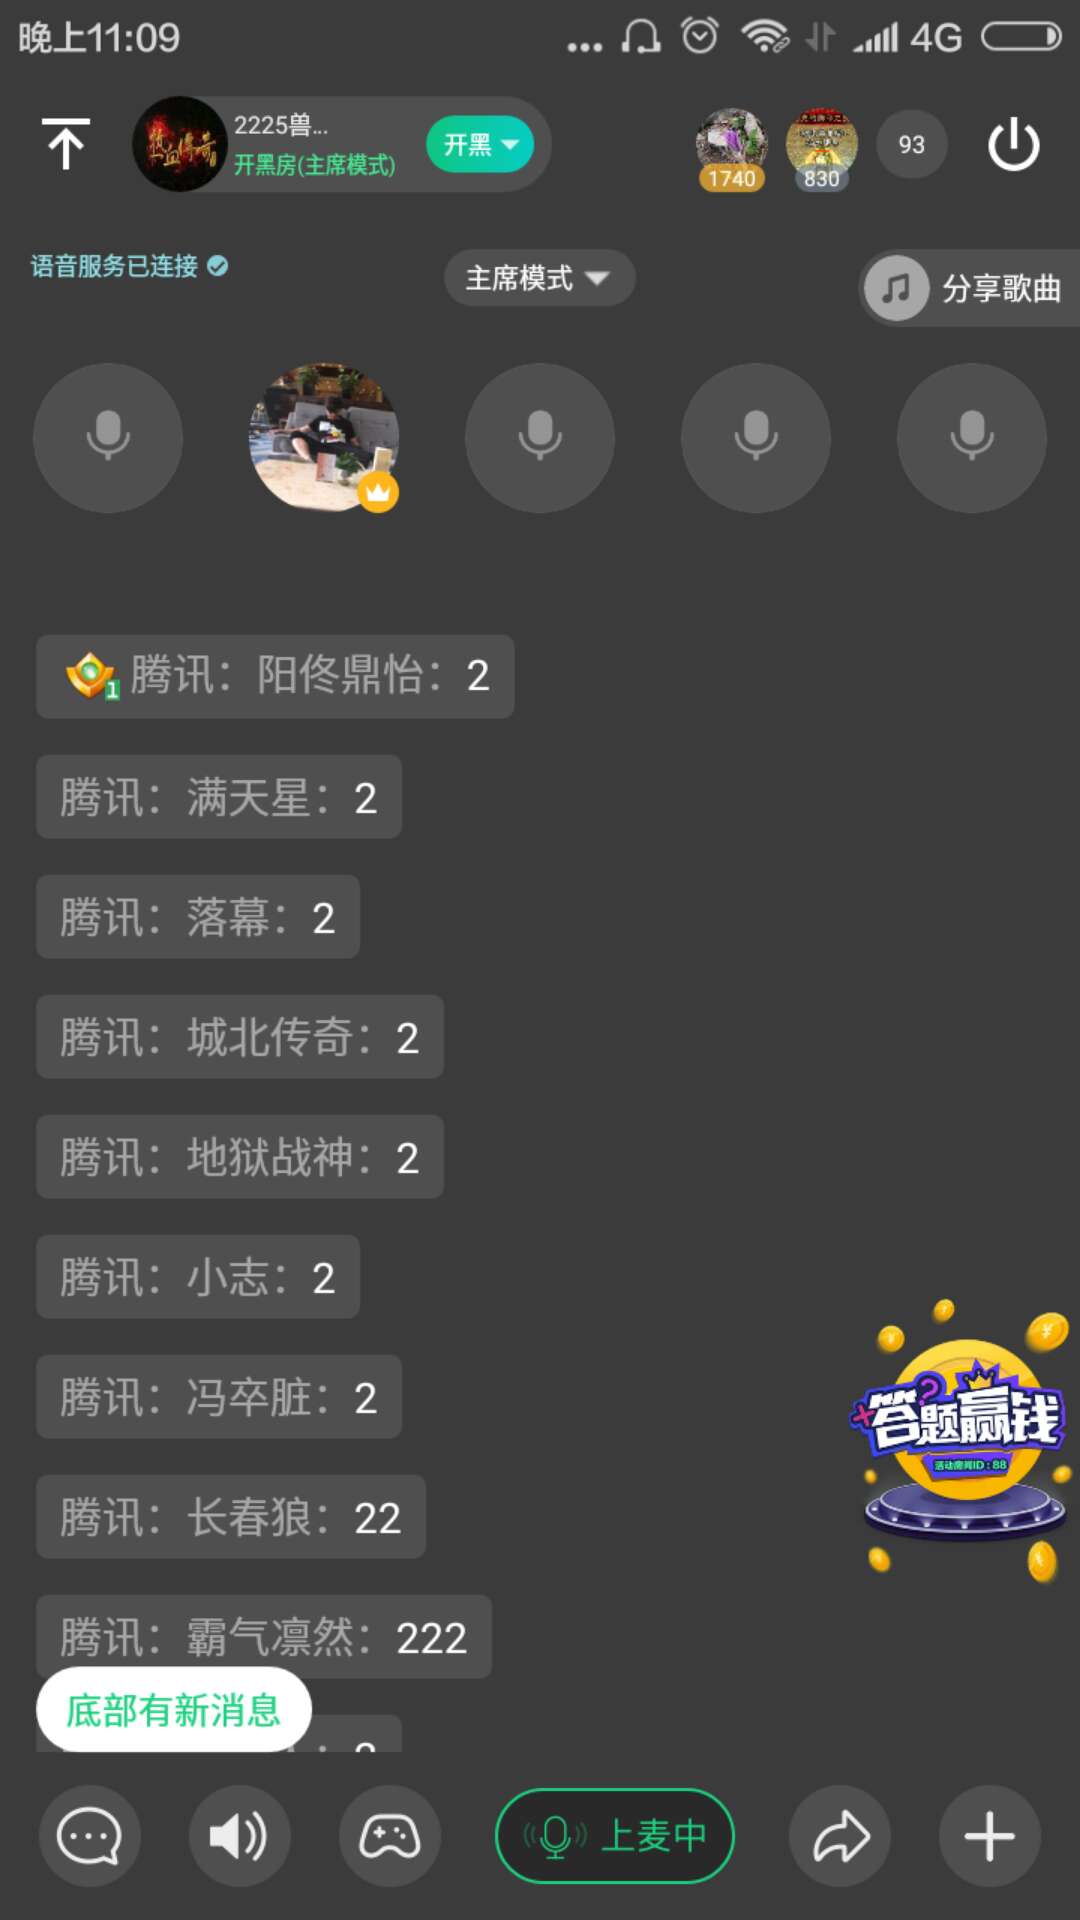 晚上11:09
4G
热血传奇
2225兽...
开黑房(主席模式)
开黑
1740
830
93
语音服务已连接
主席模式
分享歌曲
1 腾讯：阳佟鼎怡：2
腾讯：满天星：2
腾讯：落幕：2
腾讯：城北传奇：2
腾讯：地狱战神：2
腾讯：小志：2
腾讯：冯卒脏：2
腾讯：长春狼：22
腾讯：霸气凛然：222
答题赢钱
活动房间ID：88
底部有新消息
上麦中